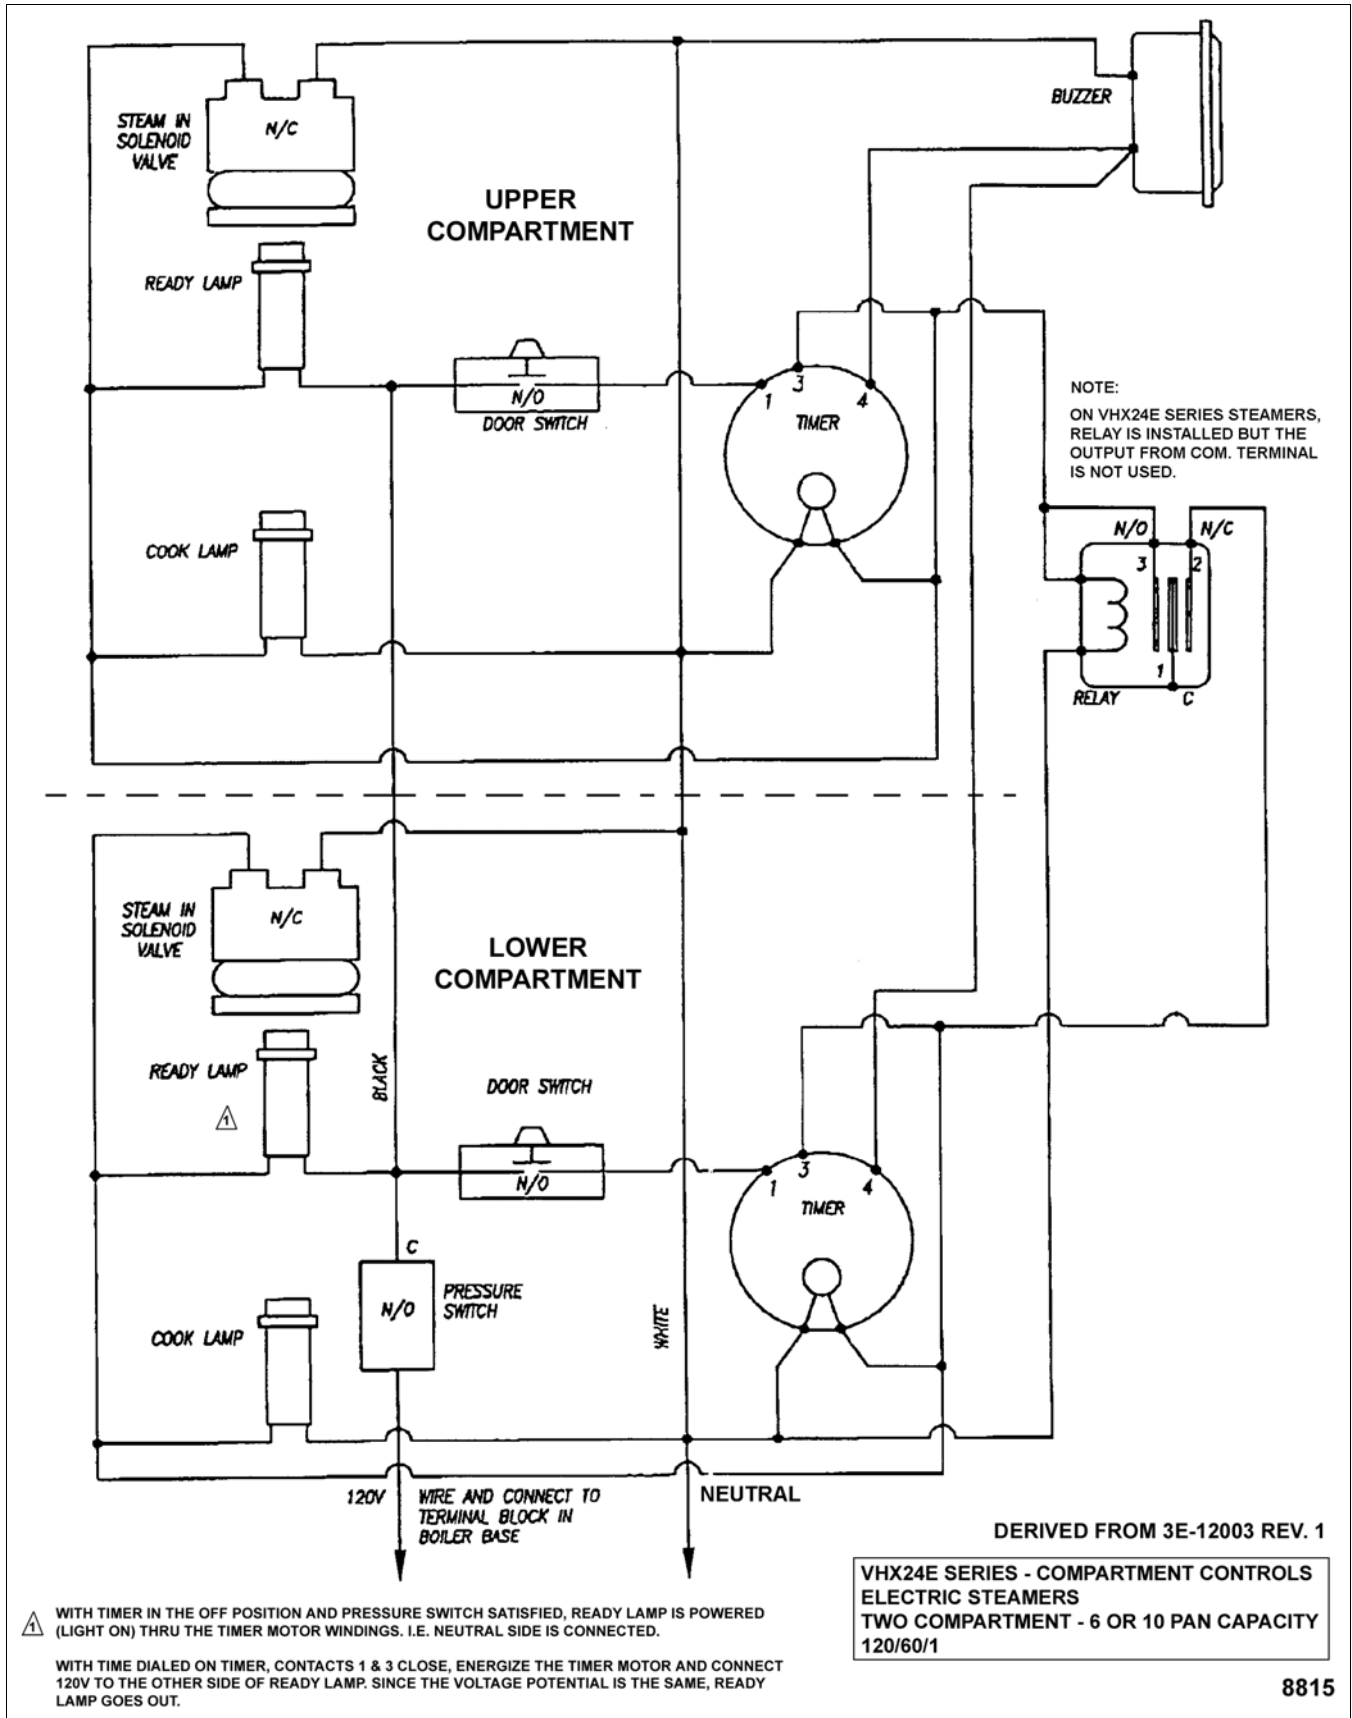 STEAM IN
SOLENOID
VALVE
N/C
BUZZER
UPPER
COMPARTMENT
READY LAMP
N/O
DOOR SWITCH
1
3
4
TIMER
NOTE:
ON VHX24E SERIES STEAMERS,
RELAY IS INSTALLED BUT THE
OUTPUT FROM COM. TERMINAL
IS NOT USED.
COOK LAMP
N/O
N/C
3
2
1
RELAY
C
STEAM IN
SOLENOID
VALVE
N/C
LOWER
COMPARTMENT
READY LAMP
1
BLACK
DOOR SWITCH
N/O
1
3
4
TIMER
C
N/O
PRESSURE
SWITCH
WHITE
COOK LAMP
120V
WIRE AND CONNECT TO
TERMINAL BLOCK IN
BOILER BASE
NEUTRAL
DERIVED FROM 3E-12003 REV. 1
VHX24E SERIES - COMPARTMENT CONTROLS
ELECTRIC STEAMERS
TWO COMPARTMENT - 6 OR 10 PAN CAPACITY
120/60/1
1 WITH TIMER IN THE OFF POSITION AND PRESSURE SWITCH SATISFIED, READY LAMP IS POWERED
(LIGHT ON) THRU THE TIMER MOTOR WINDINGS. I.E. NEUTRAL SIDE IS CONNECTED.
WITH TIME DIALED ON TIMER, CONTACTS 1 & 3 CLOSE, ENERGIZE THE TIMER MOTOR AND CONNECT
120V TO THE OTHER SIDE OF READY LAMP. SINCE THE VOLTAGE POTENTIAL IS THE SAME, READY
LAMP GOES OUT.
8815